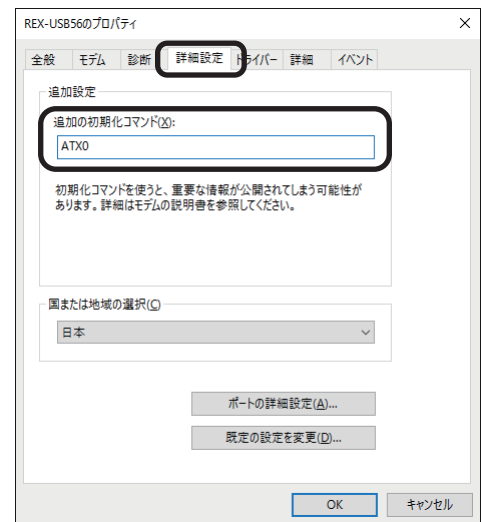 REX-USB56のプロパティ
全般 モデム 診断 詳細設定 ドライバー 詳細 イベント
追加設定
追加の初期化コマンド(X):
ATX0
初期化コマンドを使うと、重要な情報が公開されてしまう可能性が
あります。詳細はモデムの説明書を参照してください。
国または地域の選択(C)
日本
ポートの詳細設定(A)...
既定の設定を変更(D)...
OK キャンセル